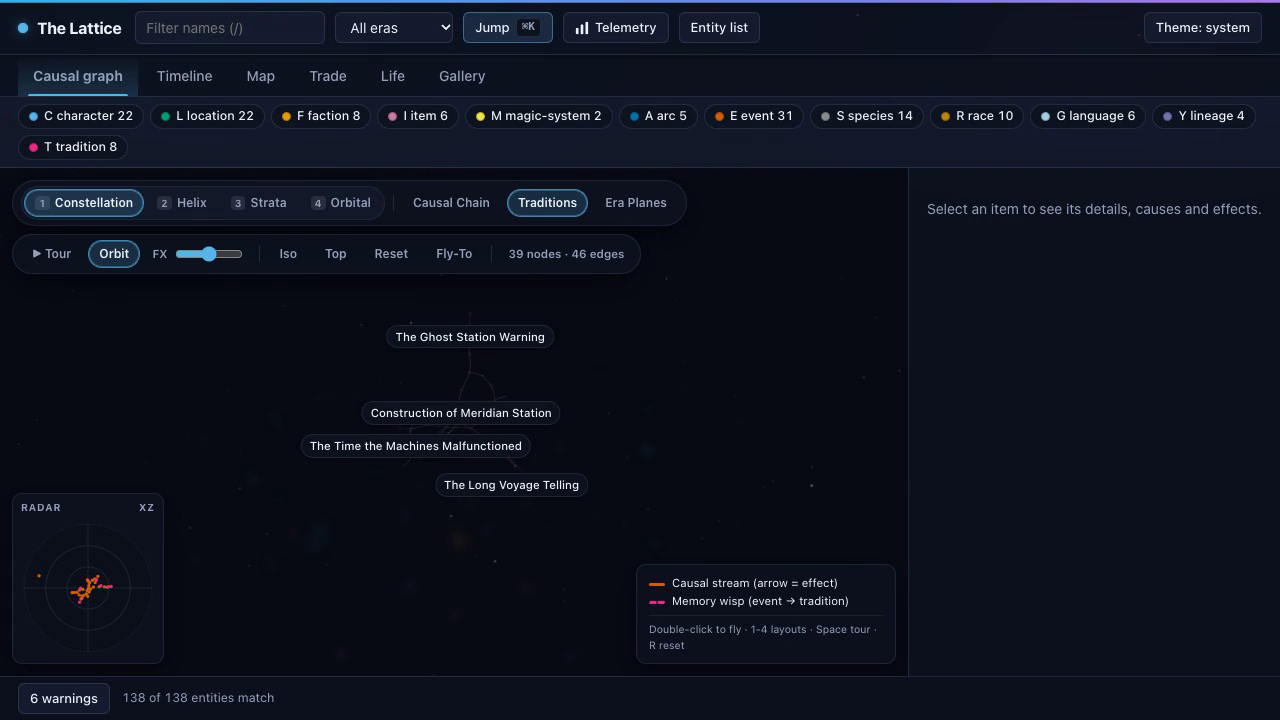 The Lattice Filter names (/) All eras Jump ⌘K Telemetry Entity list Theme: system
Causal graph Timeline Map Trade Life Gallery
C character 22 L location 22 F faction 8 I item 6 M magic-system 2 A arc 5 E event 31 S species 14 R race 10 G language 6 Y lineage 4
T tradition 8
1 Constellation 2 Helix 3 Strata 4 Orbital Causal Chain Traditions Era Planes
Select an item to see its details, causes and effects.
Tour Orbit FX Iso Top Reset Fly-To 39 nodes · 46 edges
The Ghost Station Warning
Construction of Meridian Station
The Time the Machines Malfunctioned
The Long Voyage Telling
RADAR XZ
Causal stream (arrow = effect)
Memory wisp (event → tradition)
Double-click to fly · 1-4 layouts · Space tour ·
R reset
6 warnings 138 of 138 entities match